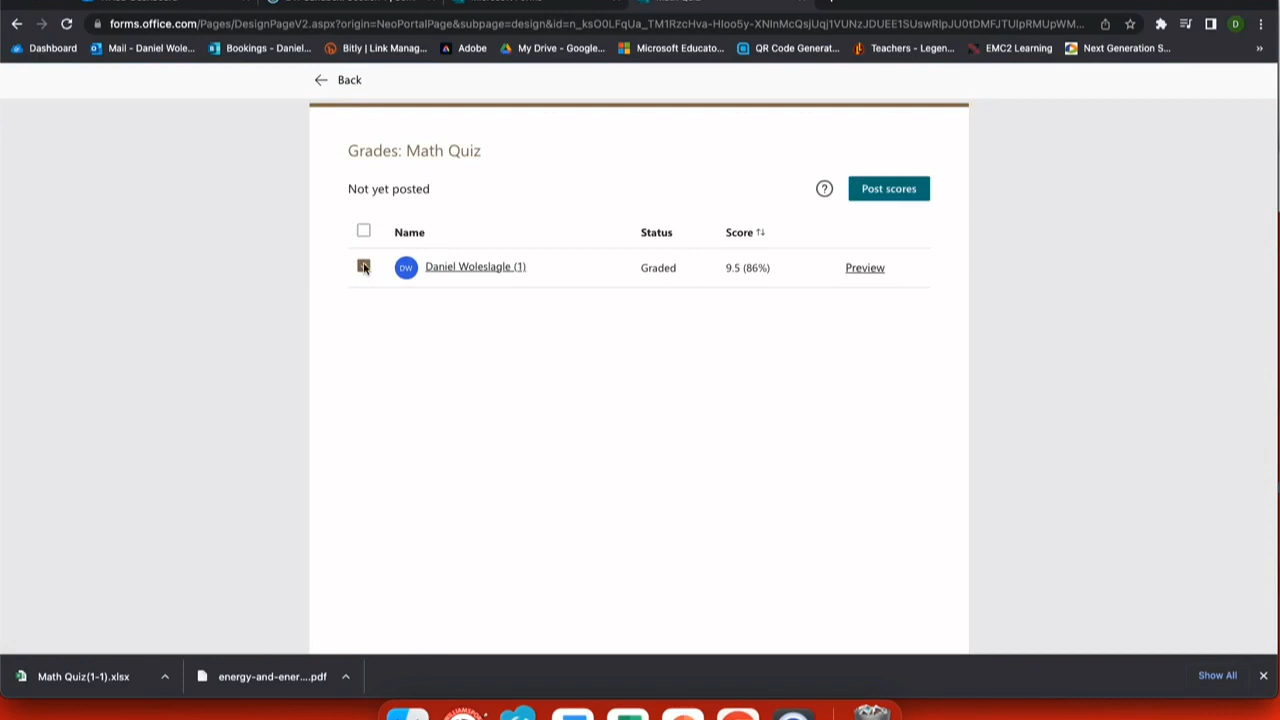 forms.office.com/Pages/DesignPageV2.aspx?origin=NeoPortalPage&subpage=design&id=n_ksO0LFqUa_TM1RzcHva-Hloo5y-XNInMcQsjUqj1VUNzJDUEE1SUswRlpJU0tDMFJTUlpRMUpWM... D
Dashboard Mail - Daniel Wole... Bookings - Daniel... Bitly | Link Manag... Adobe My Drive - Google... Microsoft Educato... QR Code Generat... Teachers - Legen... EMC2 Learning Next Generation S... »
Back
Grades: Math Quiz
Not yet posted ? Post scores
Name Status Score
DW Daniel Woleslagle (1) Graded 9.5 (86%) Preview
Math Quiz(1-1).xlsx energy-and-ener....pdf Show All